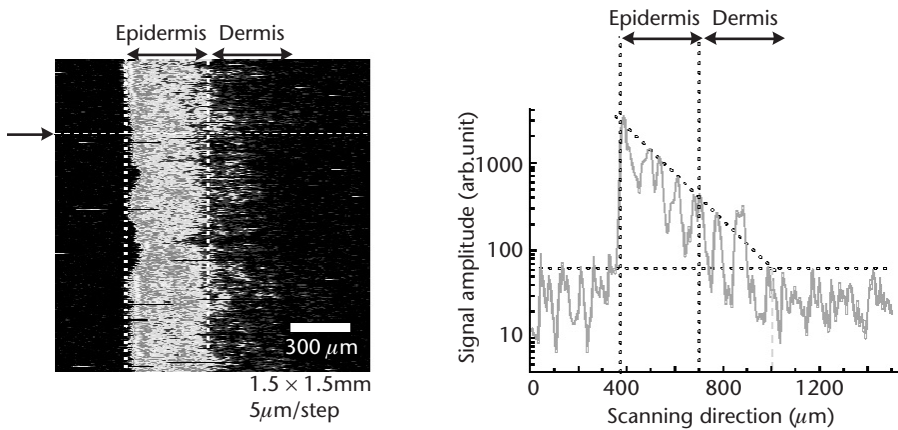 Epidermis Dermis
300 μm
1.5 × 1.5mm
5μm/step
Epidermis Dermis
Signal amplitude (arb.unit)
1000
100
10
0 400 800 1200
Scanning direction (μm)